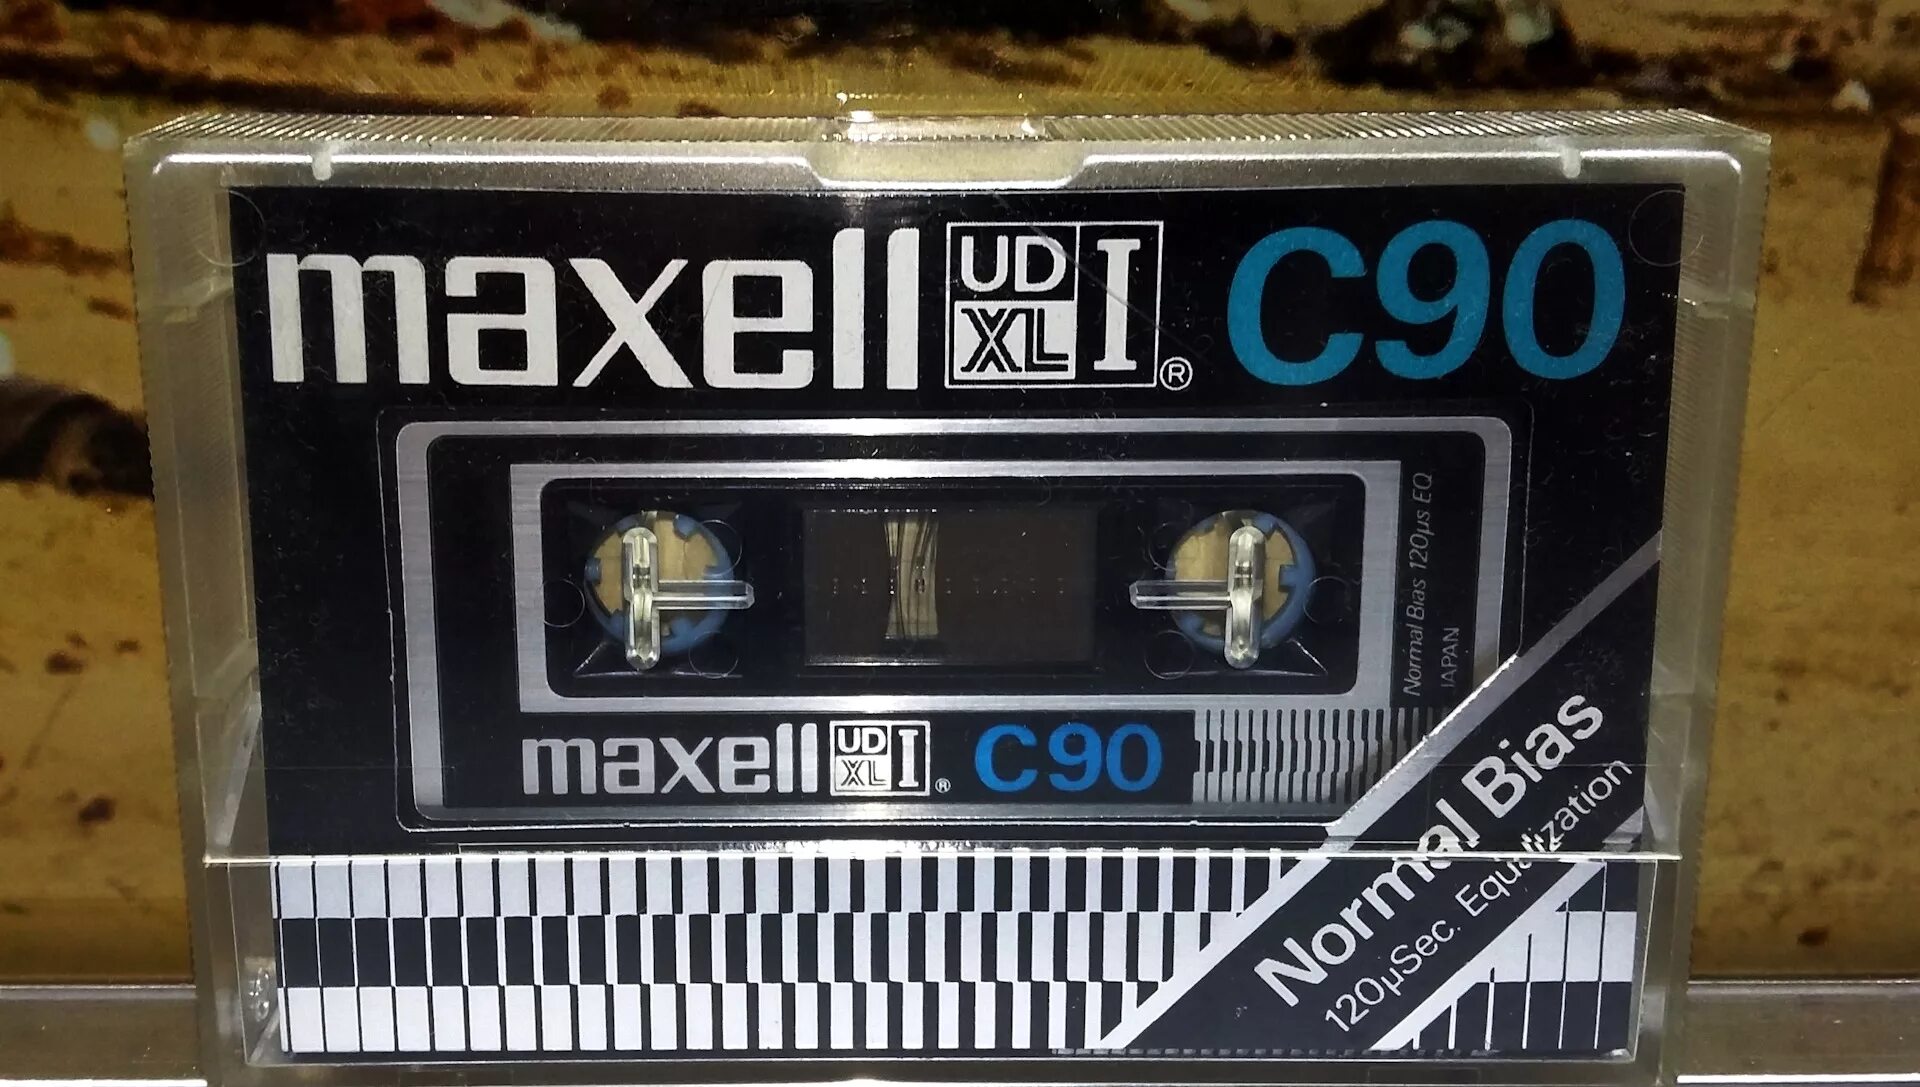 maxell UD XL I ® C90
Normal Bias 120µs EQ
JAPAN
maxell UD XL I ® C90
Normal Bias
120µSec. Equalization